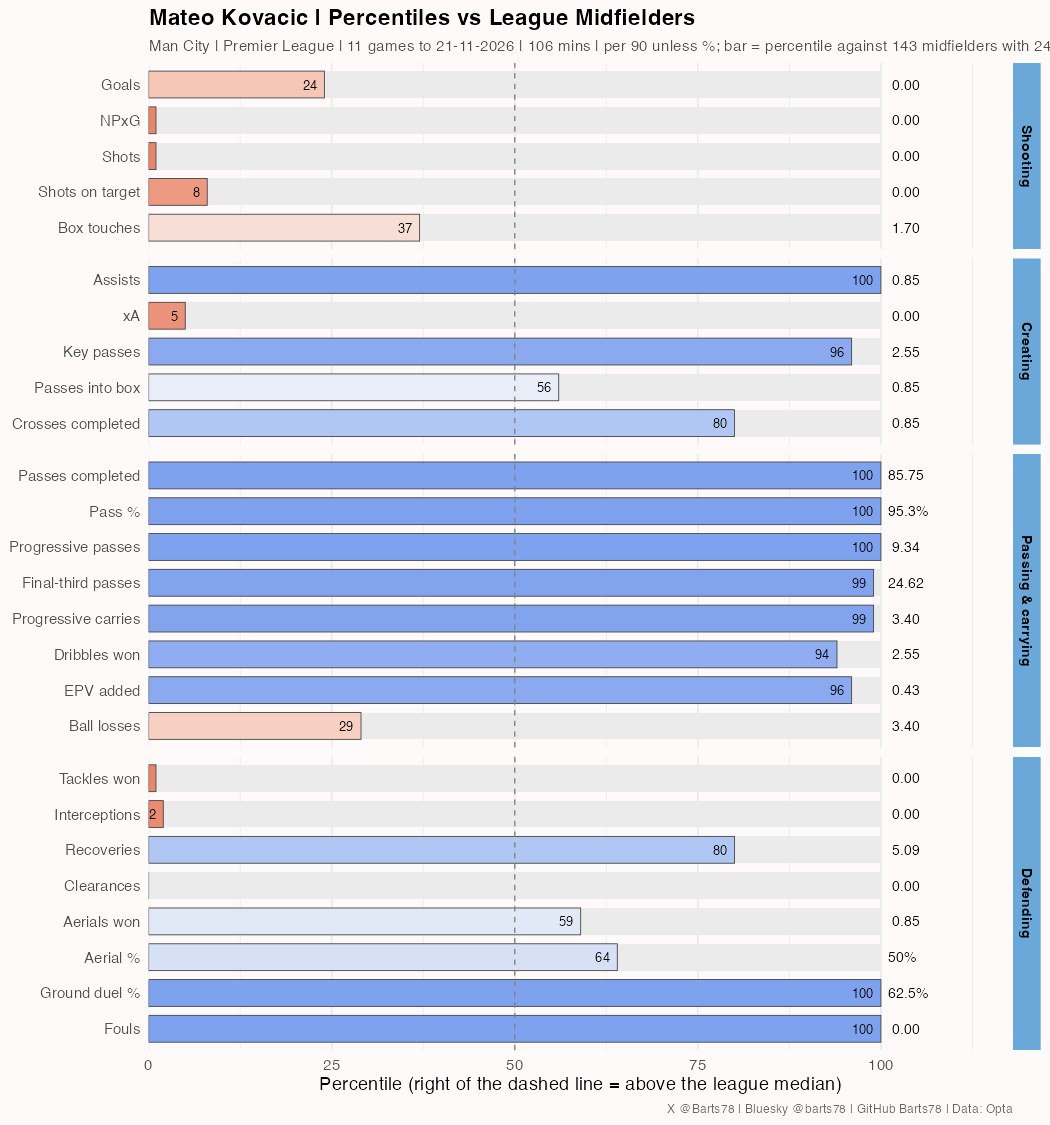 Mateo Kovacic | Percentiles vs League Midfielders
Man City | Premier League | 11 games to 21-11-2026 | 106 mins | per 90 unless %; bar = percentile against 143 midfielders with 24
Goals 24 0.00
NPxG 0.00
Shots 0.00
Shots on target 8 0.00
Box touches 37 1.70
Shooting
Assists 100 0.85
xA 5 0.00
Key passes 96 2.55
Passes into box 56 0.85
Crosses completed 80 0.85
Creating
Passes completed 100 85.75
Pass % 100 95.3%
Progressive passes 100 9.34
Final-third passes 99 24.62
Progressive carries 99 3.40
Dribbles won 94 2.55
EPV added 96 0.43
Ball losses 29 3.40
Passing & carrying
Tackles won 0.00
Interceptions 2 0.00
Recoveries 80 5.09
Clearances 0.00
Aerials won 59 0.85
Aerial % 64 50%
Ground duel % 100 62.5%
Fouls 100 0.00
Defending
0 25 50 75 100
Percentile (right of the dashed line = above the league median)
X @Barts78 | Bluesky @barts78 | GitHub Barts78 | Data: Opta